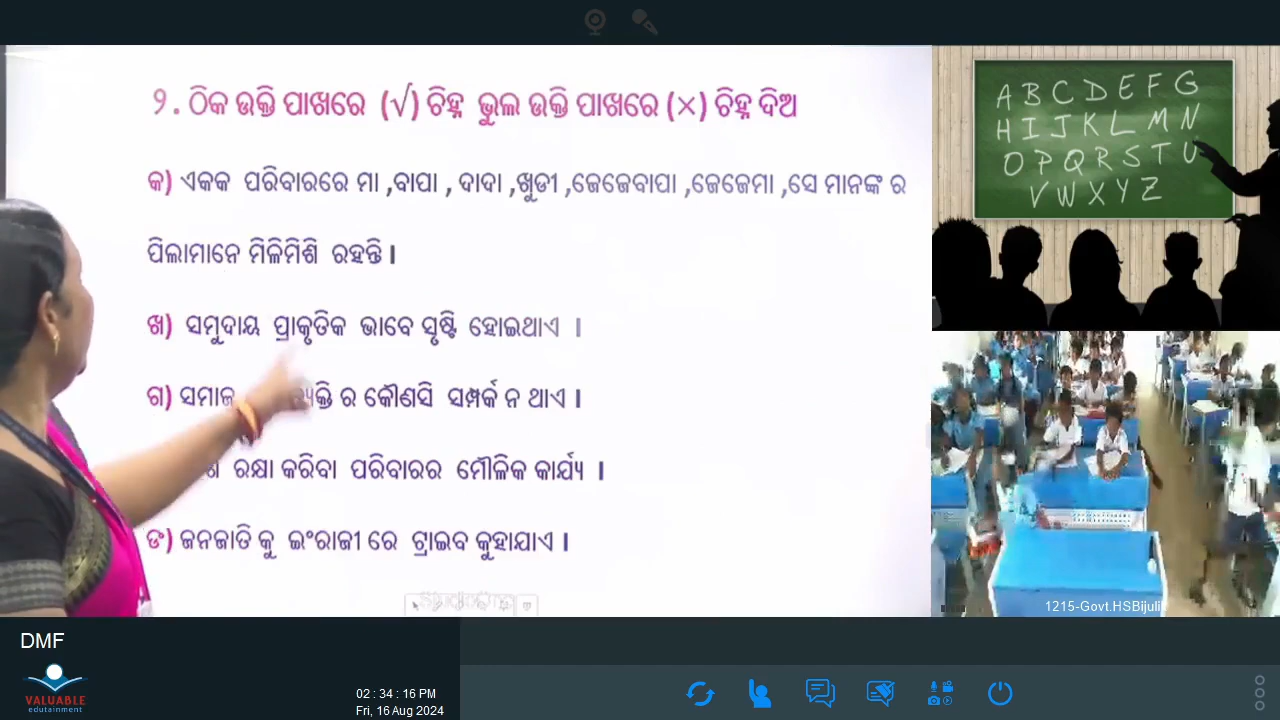 ୨. ଠିକ ଉକ୍ତି ପାଖରେ (√) ଚିହ୍ନ ଭୁଲ ଉକ୍ତି ପାଖରେ (×) ଚିହ୍ନ ଦିଅ
କ) ଏକକ ପରିବାରରେ ମା ,ବାପା , ଦାଦା ,ଖୁଡୀ ,ଜେଜେବାପା ,ଜେଜେମା ,ସେ ମାନଙ୍କ ର
ପିଲାମାନେ ମିଳିମିଶି ରହନ୍ତି ।
ଖ) ସମୁଦାୟ ପ୍ରାକୃତିକ ଭାବେ ସୃଷ୍ଟି ହୋଇଥାଏ ।
ଗ) ସମାଜ ର କୌଣସି ସମ୍ପର୍କ ନ ଥାଏ ।
ରକ୍ଷା କରିବା ପରିବାରର ମୌଳିକ କାର୍ଯ୍ୟ ।
ଙ) ଜନଜାତି କୁ ଇଂରାଜୀ ରେ ଟ୍ରାଇବ କୁହାଯାଏ ।
A B C D E F G
H I J K L M N
O P Q R S T U
V W X Y Z
1215-Govt.HSBijuli
DMF
VALUABLE
edutainment
02 : 34 : 16 PM
Fri, 16 Aug 2024